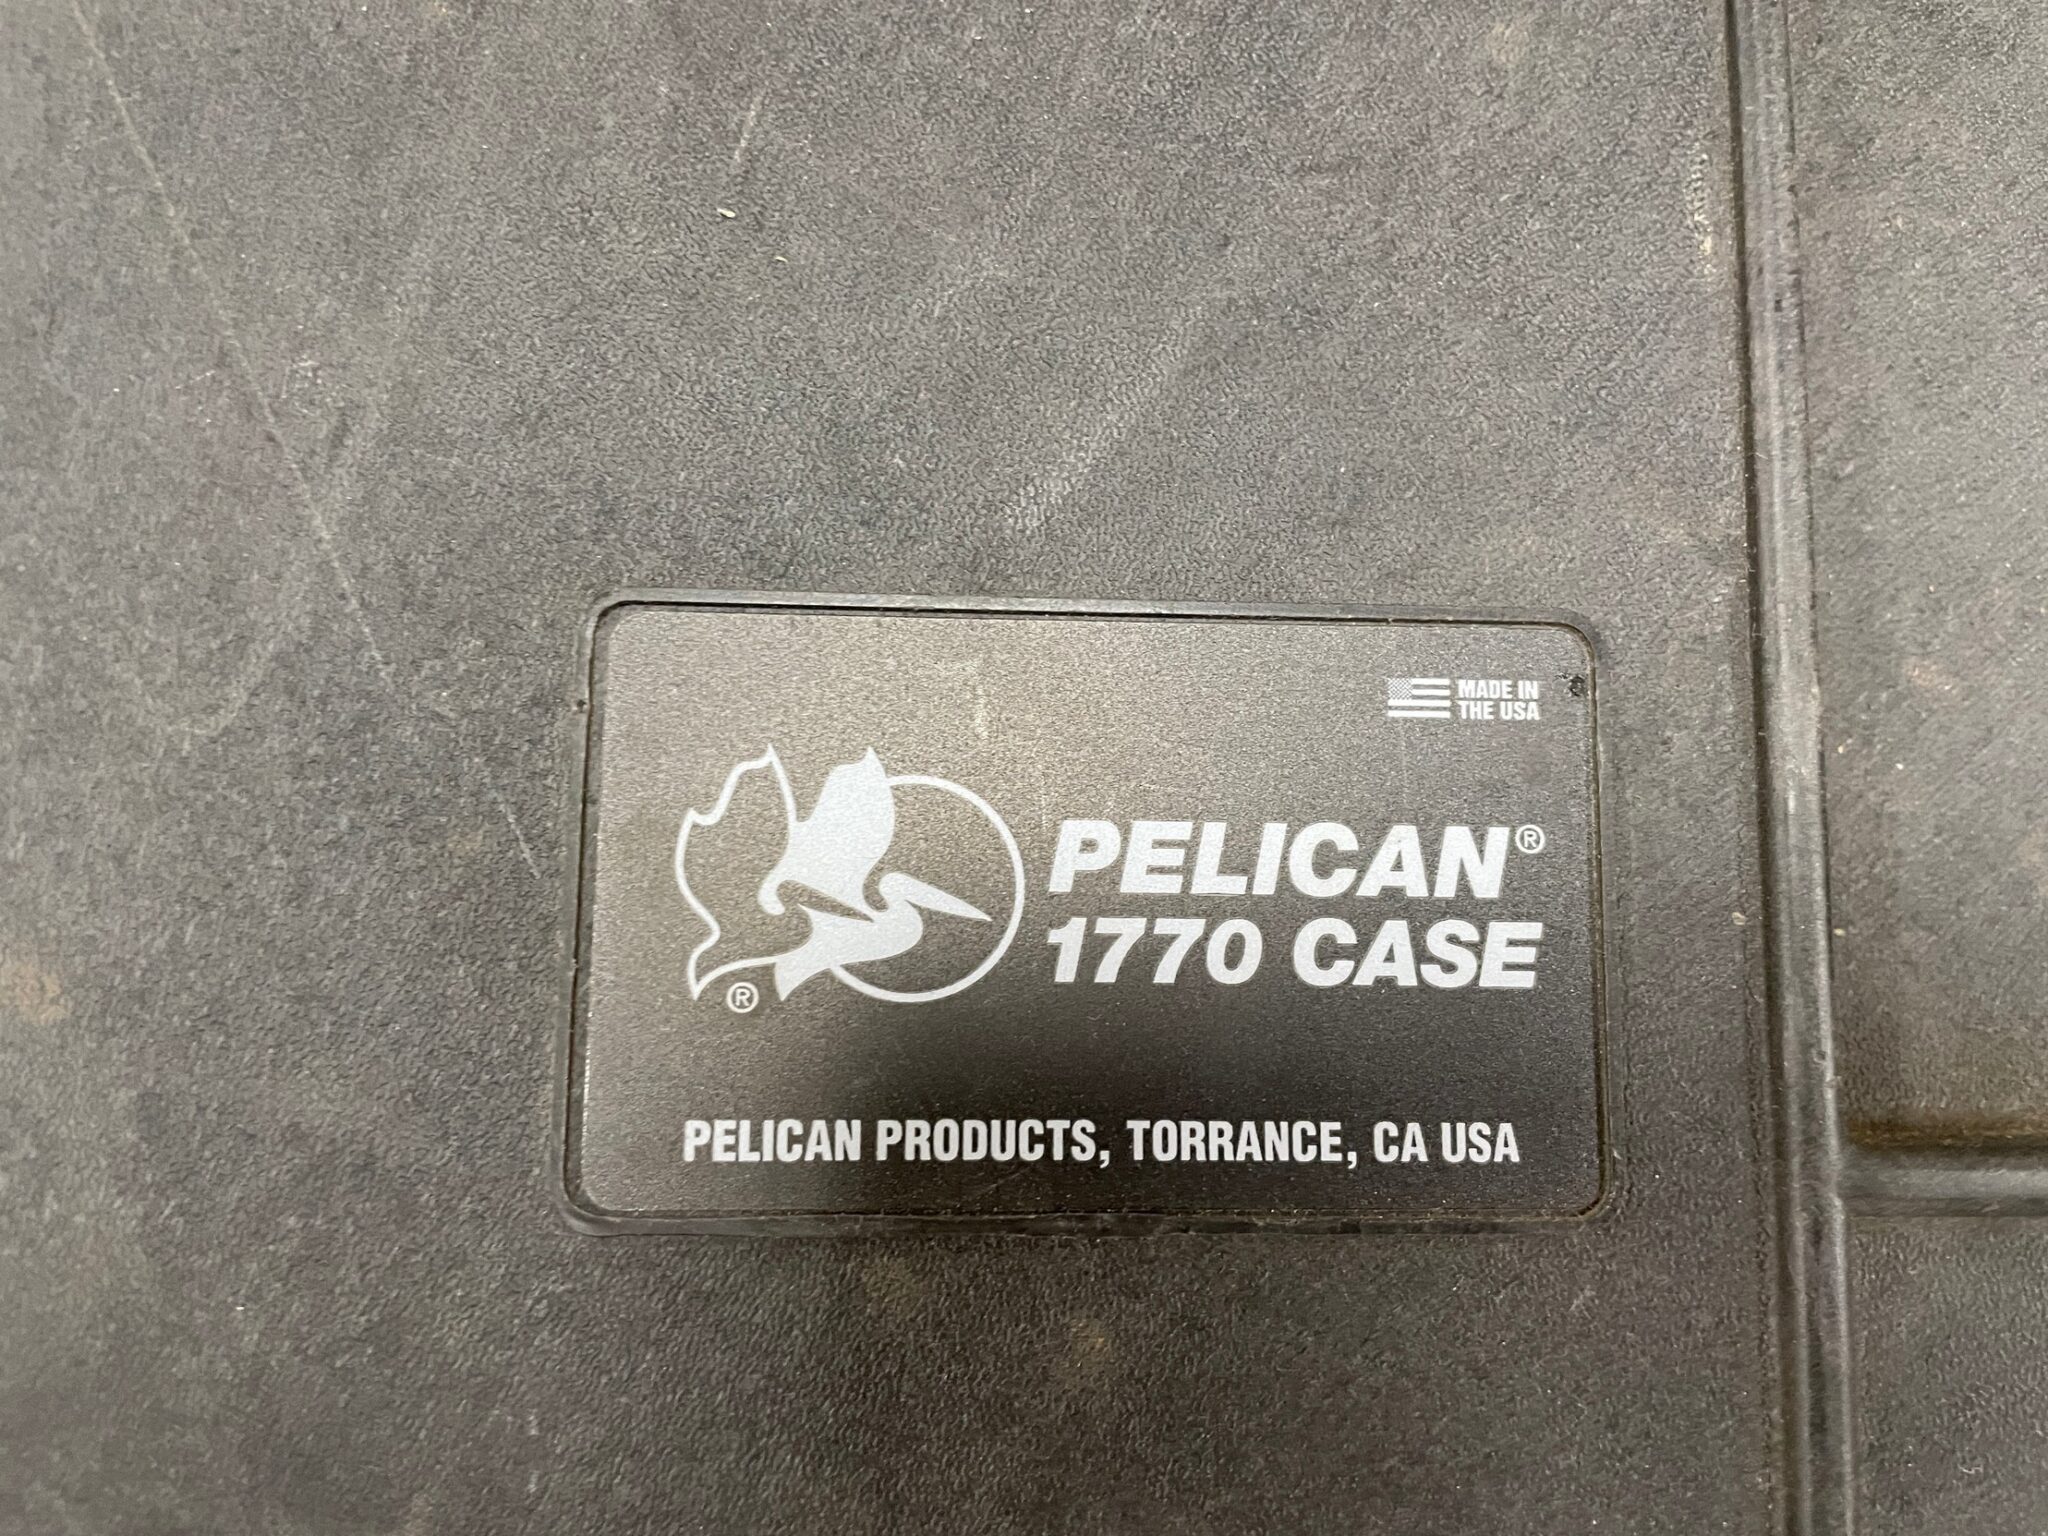 MADE IN
THE USA
PELICAN®
1770 CASE
®
PELICAN PRODUCTS, TORRANCE, CA USA